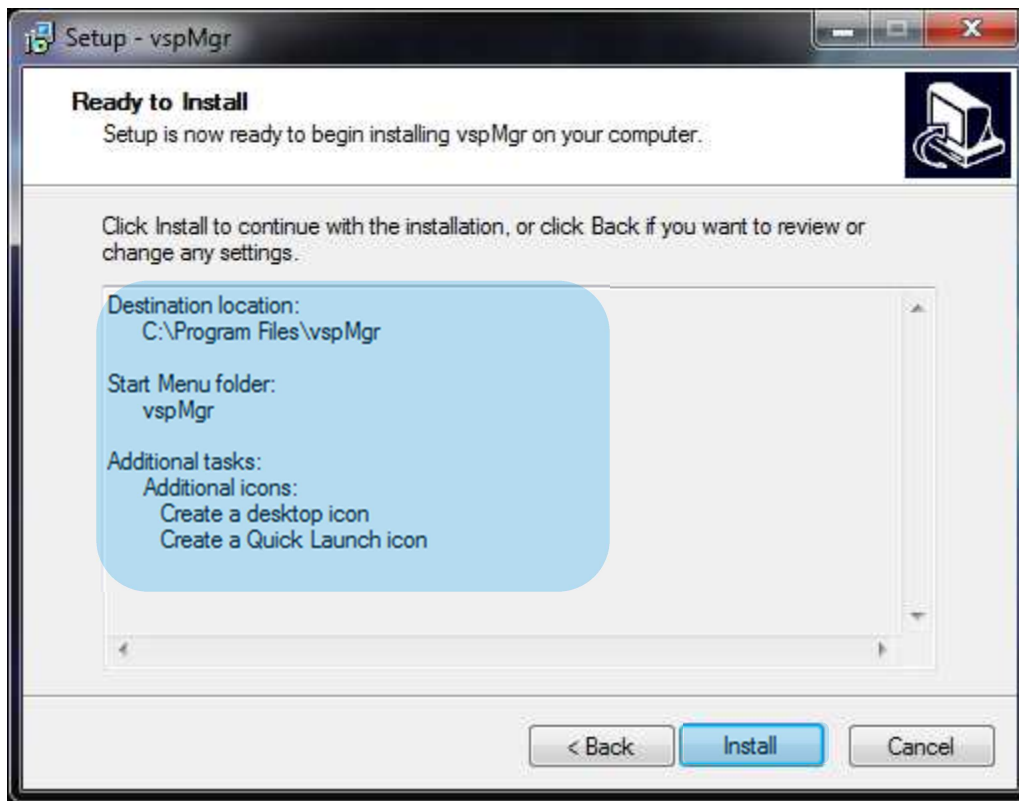 Setup - vspMgr
Ready to Install
Setup is now ready to begin installing vspMgr on your computer.
Click Install to continue with the installation, or click Back if you want to review or
change any settings.
Destination location:
C:\Program Files\vspMgr
Start Menu folder:
vspMgr
Additional tasks:
Additional icons:
Create a desktop icon
Create a Quick Launch icon
< Back
Install
Cancel